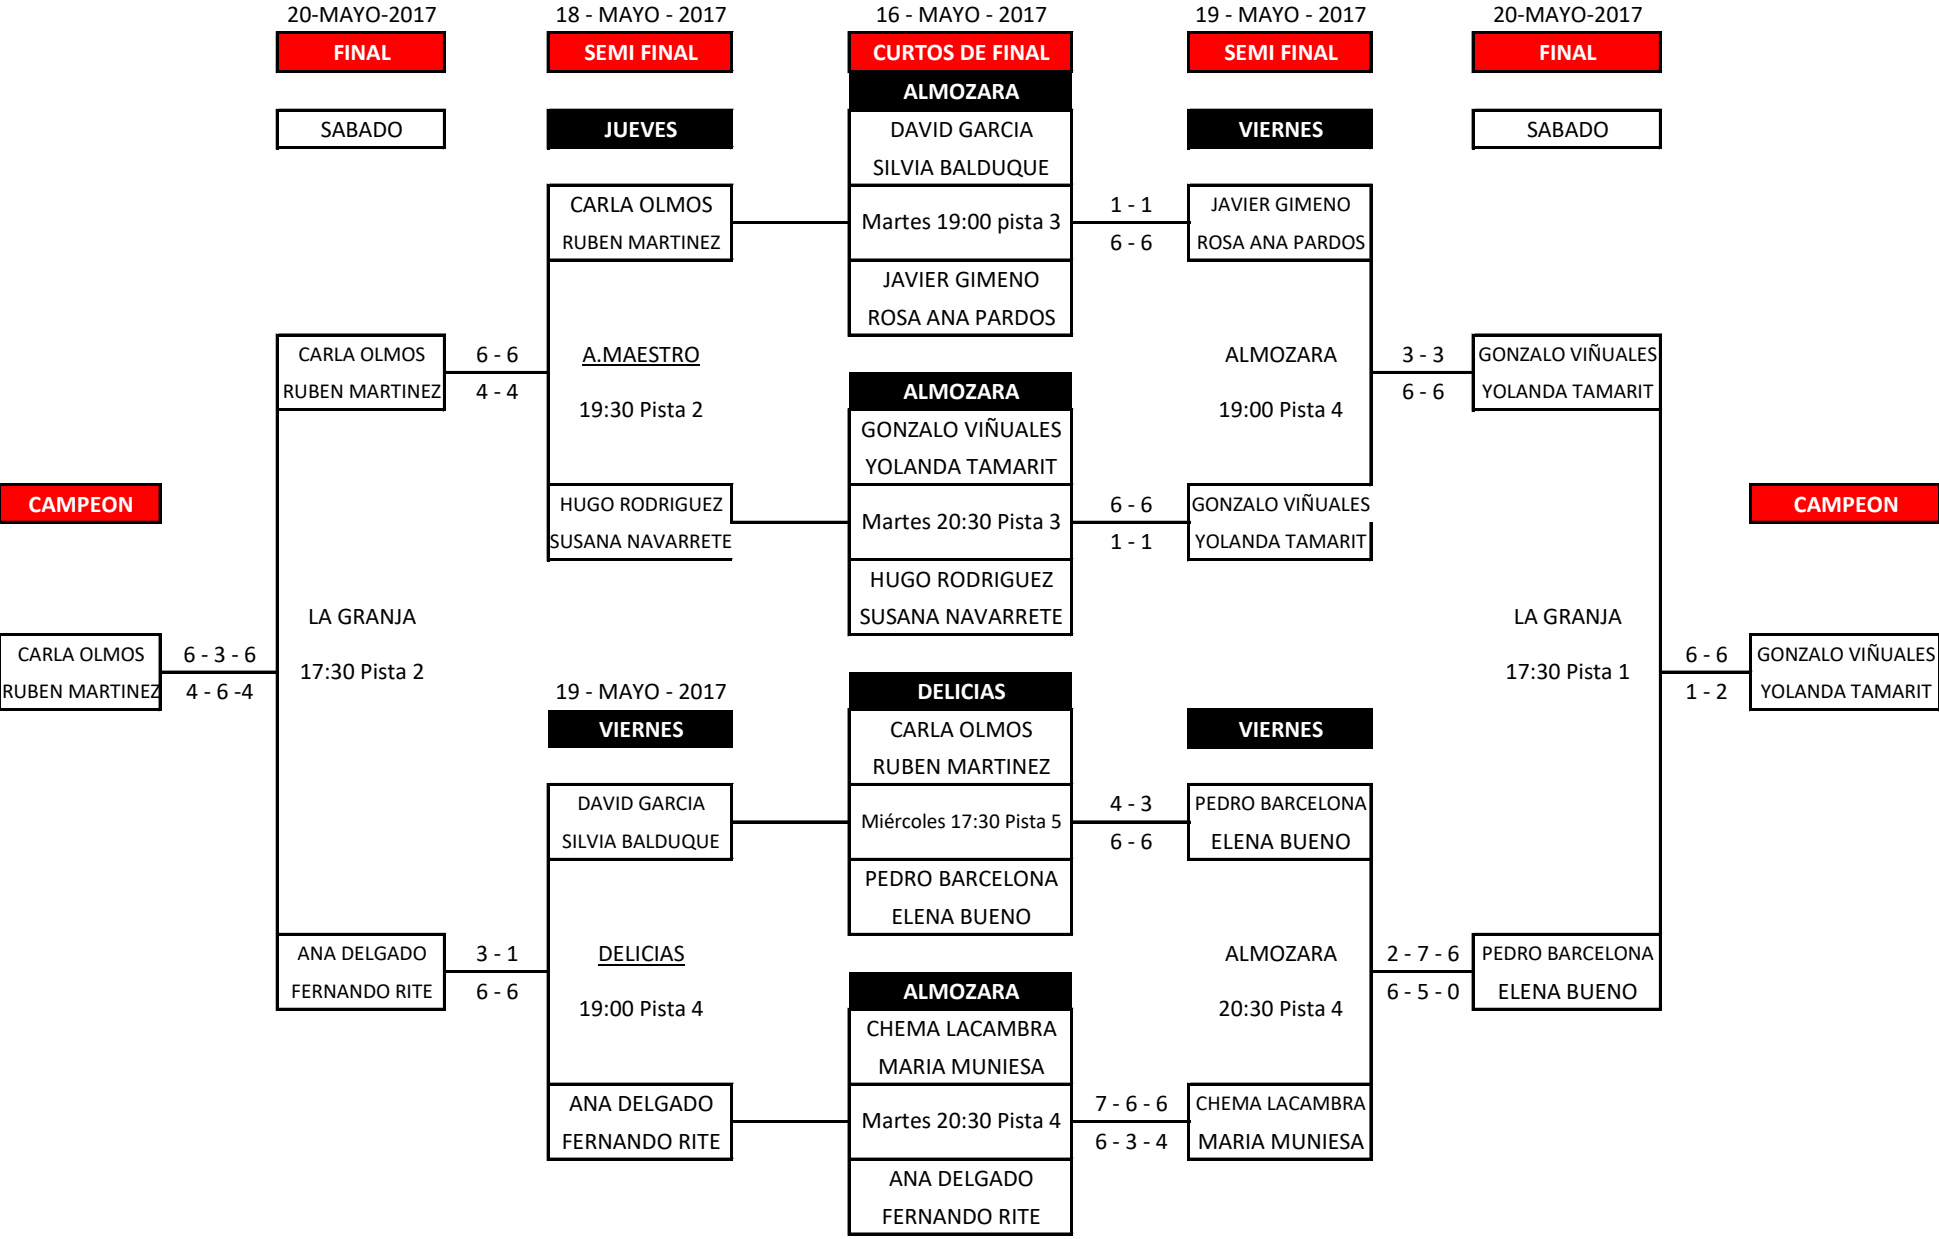 20-MAYO-2017 18 - MAYO - 2017 16 - MAYO - 2017 19 - MAYO - 2017 20-MAYO-2017
FINAL SEMI FINAL CURTOS DE FINAL SEMI FINAL FINAL
ALMOZARA
SABADO JUEVES DAVID GARCIA VIERNES SABADO
SILVIA BALDUQUE
CARLA OLMOS 1 - 1 JAVIER GIMENO
Martes 19:00 pista 3
RUBEN MARTINEZ 6 - 6 ROSA ANA PARDOS
JAVIER GIMENO
ROSA ANA PARDOS
CARLA OLMOS 6 - 6 A.MAESTRO ALMOZARA 3 - 3 GONZALO VIÑUALES
RUBEN MARTINEZ 4 - 4 ALMOZARA 6 - 6 YOLANDA TAMARIT
19:30 Pista 2 19:00 Pista 4
GONZALO VIÑUALES
YOLANDA TAMARIT
CAMPEON HUGO RODRIGUEZ 6 - 6 GONZALO VIÑUALES CAMPEON
Martes 20:30 Pista 3
SUSANA NAVARRETE 1 - 1 YOLANDA TAMARIT
HUGO RODRIGUEZ
LA GRANJA SUSANA NAVARRETE LA GRANJA
CARLA OLMOS 6 - 3 - 6 6 - 6 GONZALO VIÑUALES
17:30 Pista 2 17:30 Pista 1
RUBEN MARTINEZ 4 - 6 -4 19 - MAYO - 2017 DELICIAS 1 - 2 YOLANDA TAMARIT
VIERNES CARLA OLMOS VIERNES
RUBEN MARTINEZ
DAVID GARCIA 4 - 3 PEDRO BARCELONA
Miércoles 17:30 Pista 5
SILVIA BALDUQUE 6 - 6 ELENA BUENO
PEDRO BARCELONA
ELENA BUENO
ANA DELGADO 3 - 1 DELICIAS ALMOZARA 2 - 7 - 6 PEDRO BARCELONA
FERNANDO RITE 6 - 6 ALMOZARA 6 - 5 - 0 ELENA BUENO
19:00 Pista 4 20:30 Pista 4
CHEMA LACAMBRA
MARIA MUNIESA
ANA DELGADO 7 - 6 - 6 CHEMA LACAMBRA
Martes 20:30 Pista 4
FERNANDO RITE 6 - 3 - 4 MARIA MUNIESA
ANA DELGADO
FERNANDO RITE